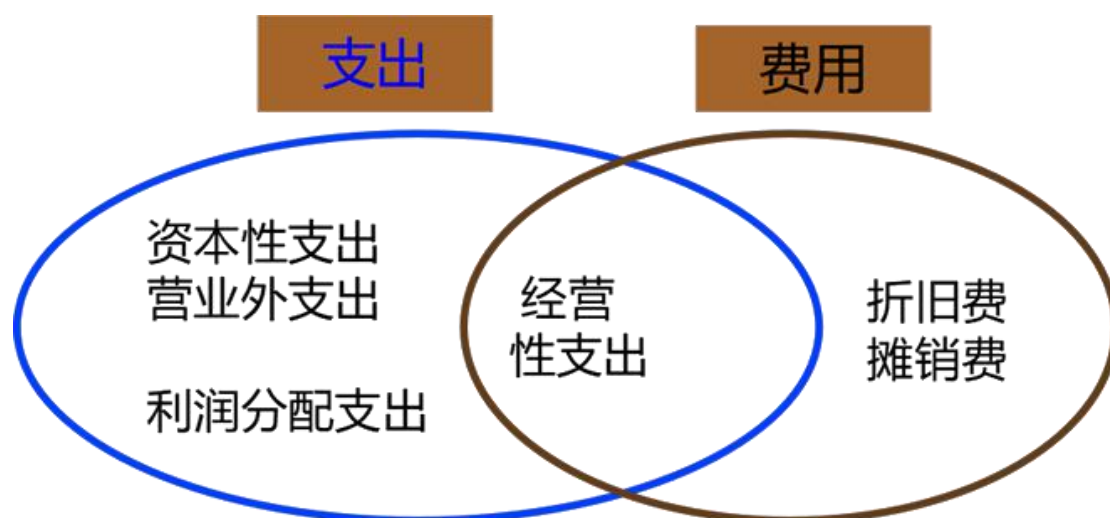 支出
费用
资本性支出
营业外支出
利润分配支出
经营
性支出
折旧费
摊销费